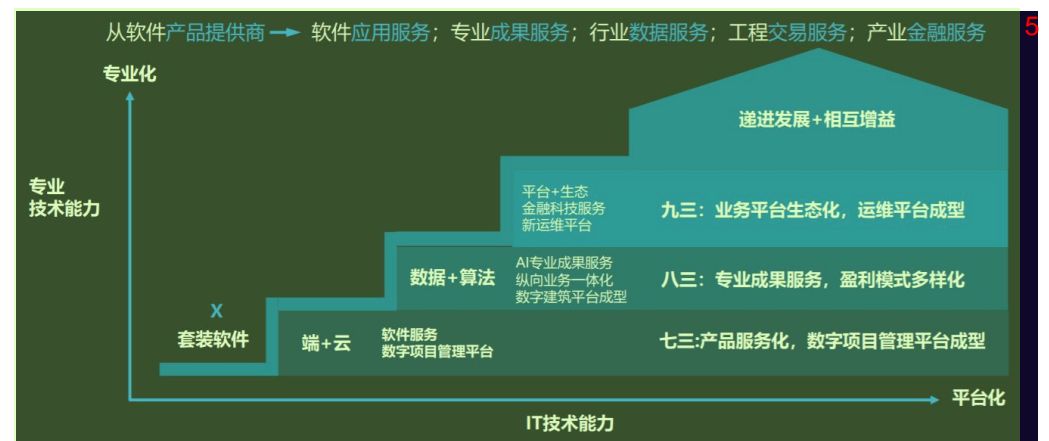 从软件产品提供商 → 软件应用服务；专业成果服务；行业数据服务；工程交易服务；产业金融服务
5
专业化
递进发展+相互增益
专业
技术能力
平台+生态
金融科技服务
新运维平台
九三：业务平台生态化，运维平台成型
数据+算法
AI专业成果服务
纵向业务一体化
数字建筑平台成型
八三：专业成果服务，盈利模式多样化
X
套装软件
端+云
软件服务
数字项目管理平台
七三:产品服务化，数字项目管理平台成型
平台化
IT技术能力